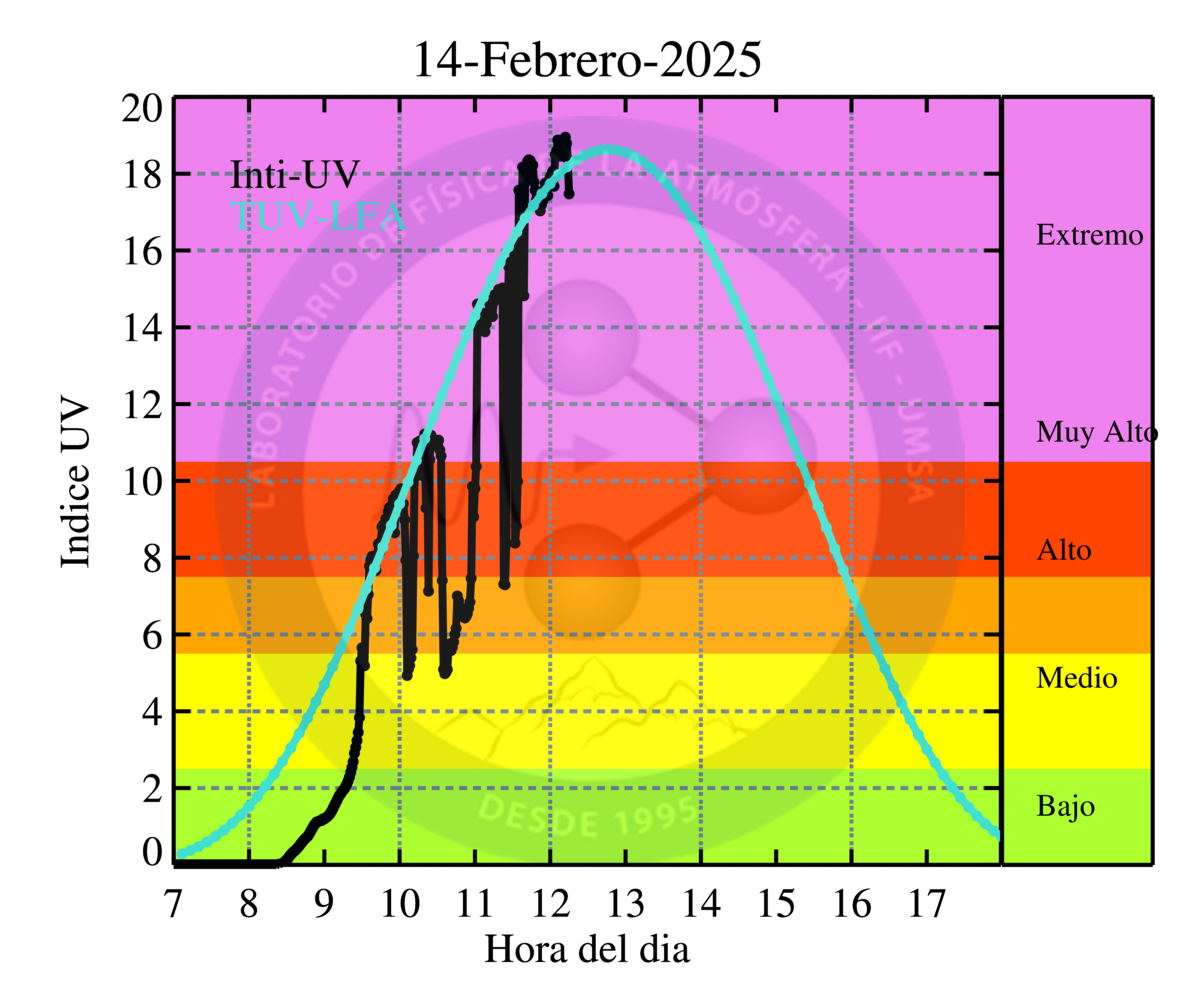 14-Febrero-2025
20
18
16
14
12
10
8
6
4
2
0
Indice UV
Inti-UV
TUV-LFA
LABORATORIO DE FÍSICA DE LA ATMÓSFERA - IIF - UMSA
DESDE 1995
Extremo
Muy Alto
Alto
Medio
Bajo
7 8 9 10 11 12 13 14 15 16 17
Hora del dia